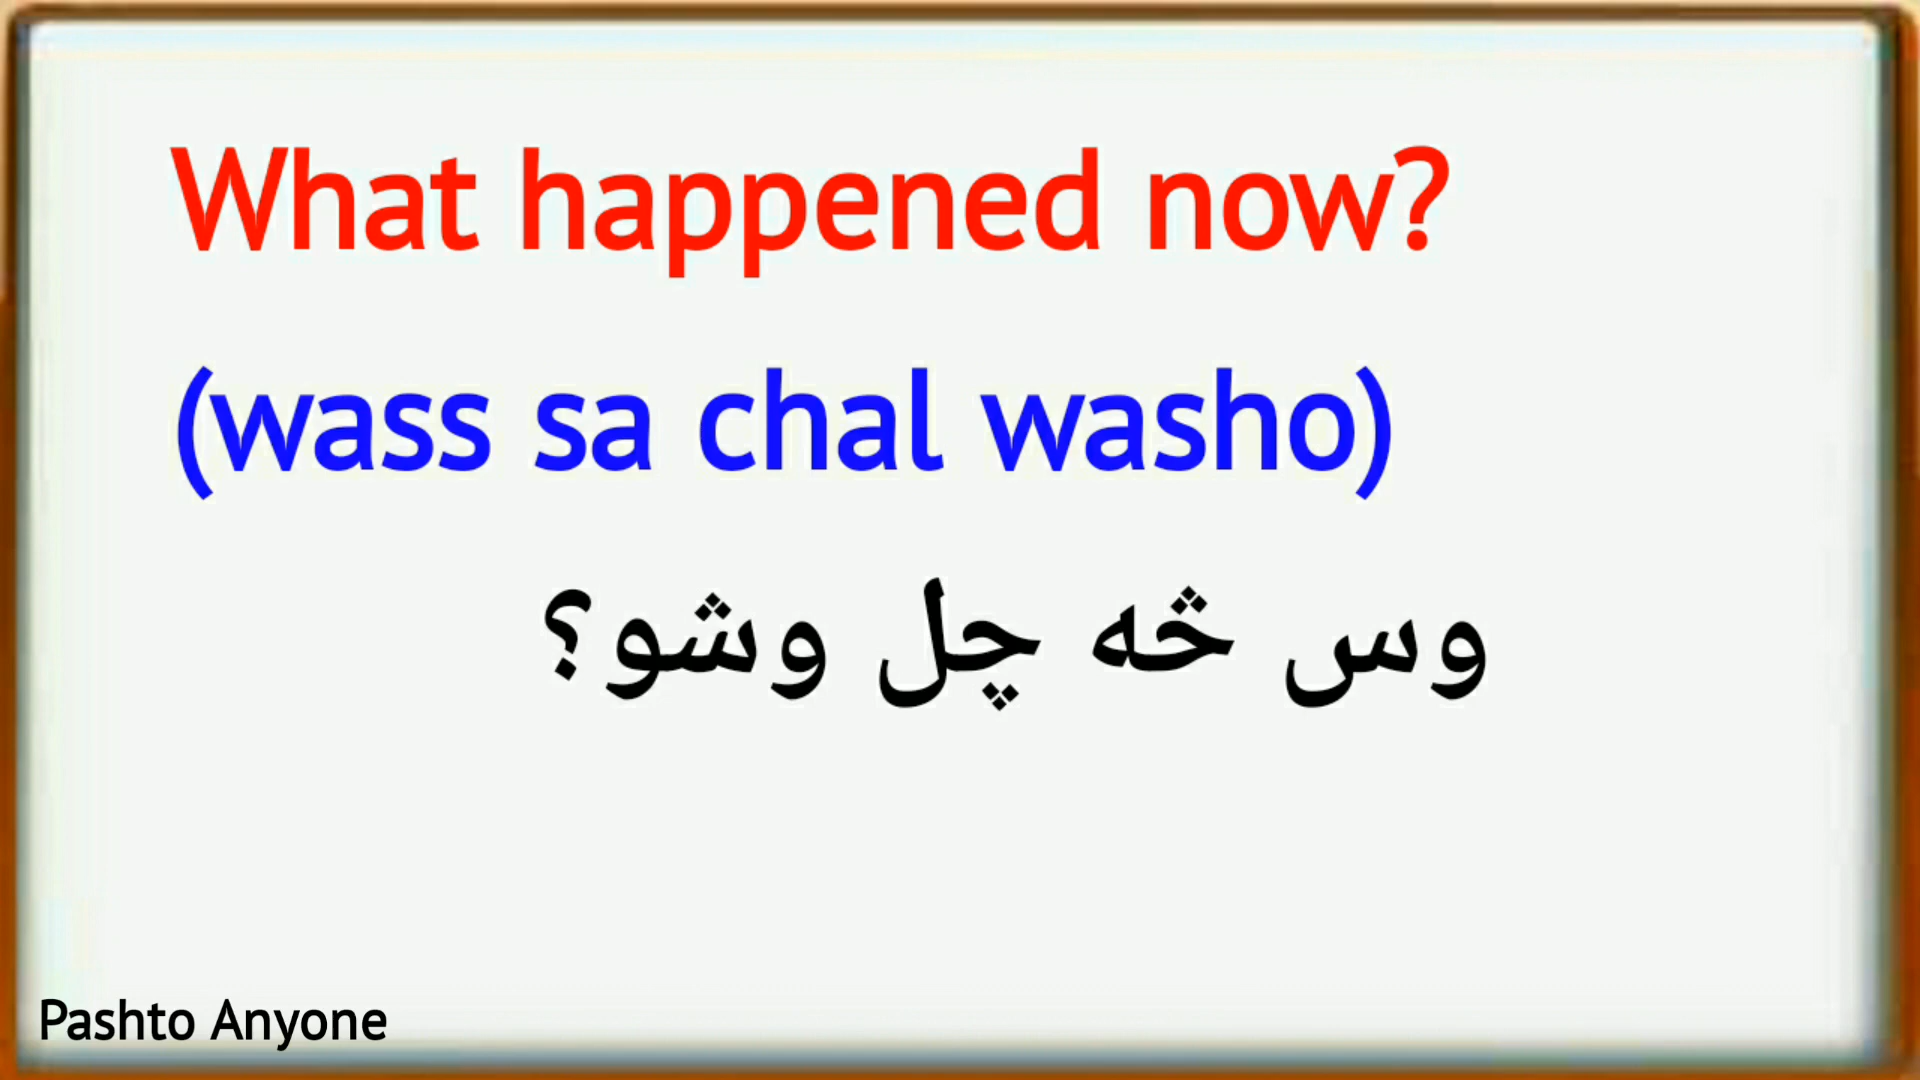 What happened now?
(wass sa chal washo)
وس څه چل وشو؟
Pashto Anyone